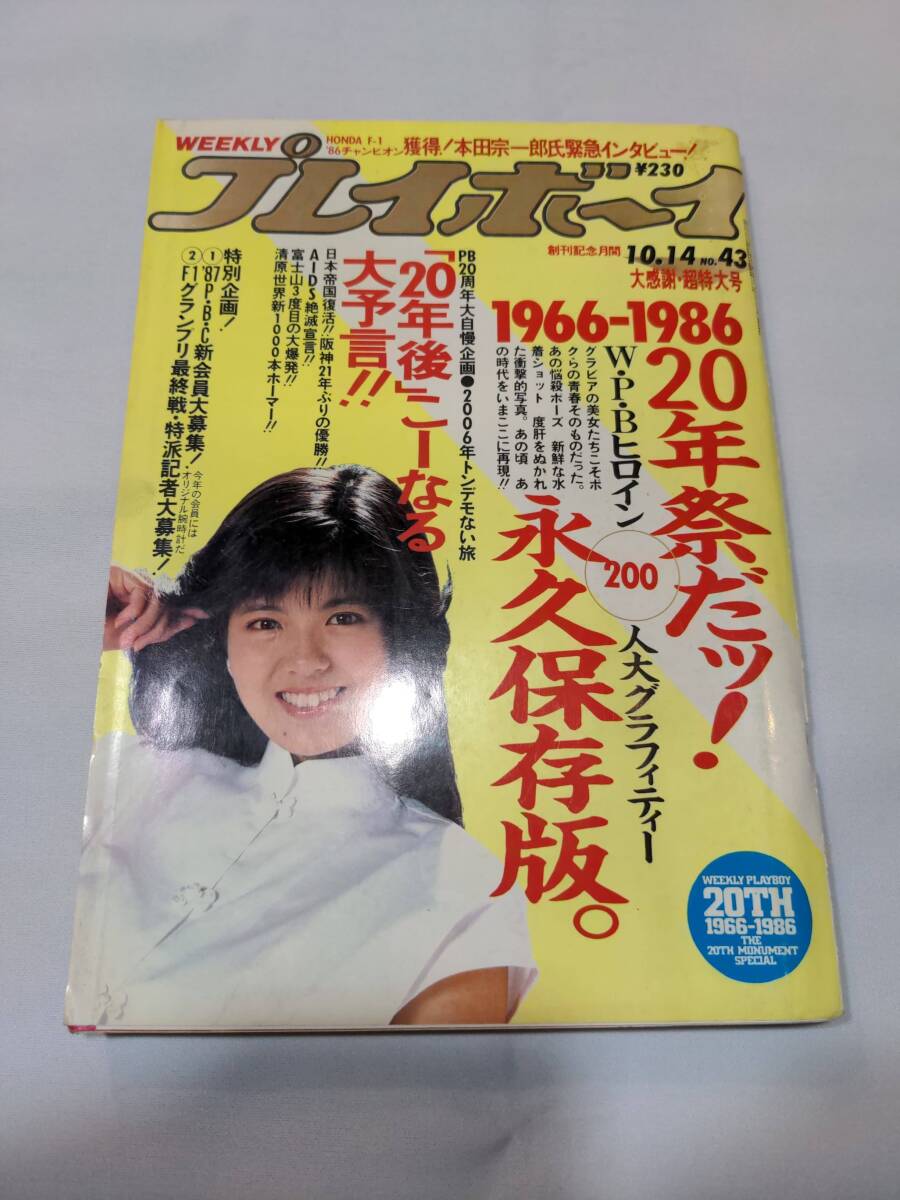 WEEKLY
HONDA F-1
'86チャンピオン獲得!本田宗一郎氏緊急インタビュー!
プレイボーイ
¥230
創刊記念月間
10.14 NO.43
大感謝・超特大号
1966-1986
20年祭だッ!
W・P・Bヒロイン
200
人大グラフィティー
グラビアの美女たちこそボ
クらの青春そのものだった。
あの悩殺ポーズ 新鮮な水
着ショット 度肝をぬかれ
た衝撃的写真。あの頃 あ
の時代をいまここに再現!!
永久保存版。
PB20周年大自慢企画●2006年トンデモない旅
「20年後」こーなる
大予言!!
日本帝国復活!!阪神21年ぶりの優勝!!
AIDS絶滅宣言!!
富士山3度目の大爆発!!
清原世界新1000本ホーマー!!
特別企画!
①'87P・B・C新会員大募集!
今年の会員には
オリジナル腕時計だ
②F1グランプリ最終戦・特派記者大募集!
WEEKLY PLAYBOY
20TH
1966-1986
THE
20TH MONUMENT
SPECIAL